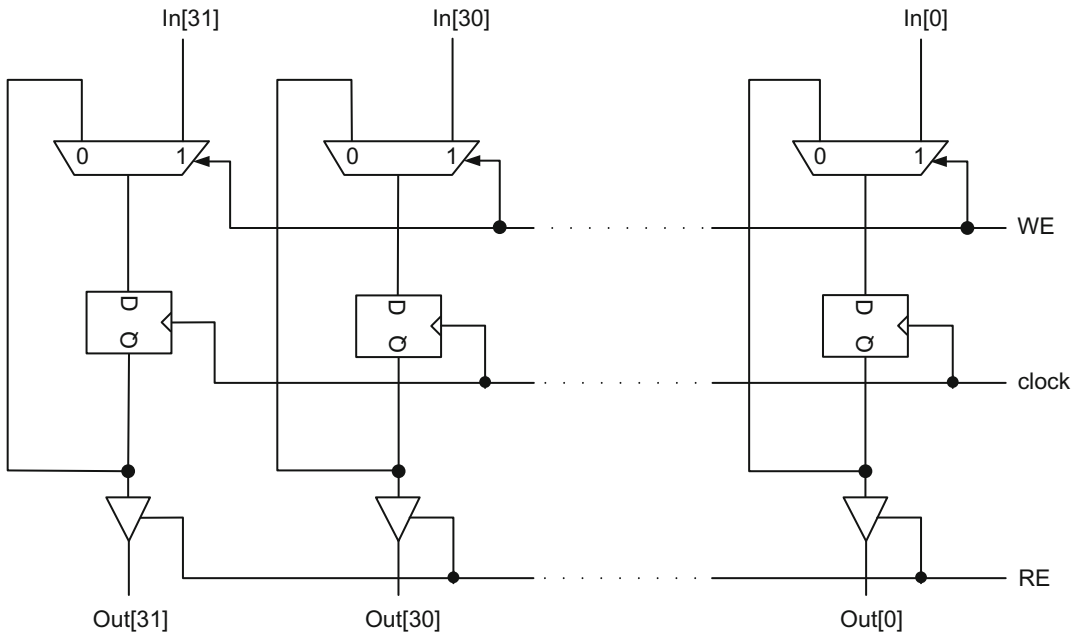 In[31] In[30] In[0]
0 1 0 1 0 1
WE
D D D
Q Q Q
clock
RE
Out[31] Out[30] Out[0]